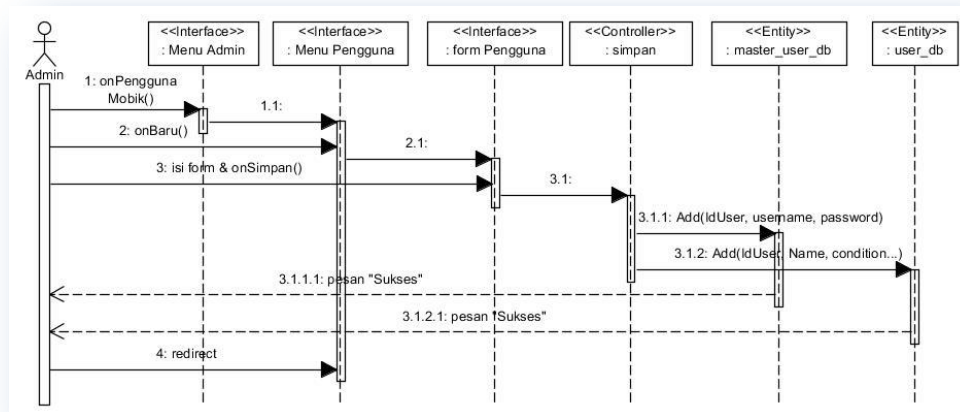 <<Interface>>
: Menu Admin
<<Interface>>
: Menu Pengguna
<<Interface>>
: form Pengguna
<<Controller>>
: simpan
<<Entity>>
: master_user_db
<<Entity>>
: user_db
Admin
1: onPengguna
Mobik()
1.1:
2: onBaru()
2.1:
3: isi form & onSimpan()
3.1:
3.1.1: Add(IdUser, username, password)
3.1.2: Add(IdUser, Name, condition...)
3.1.1.1: pesan "Sukses"
3.1.2.1: pesan "Sukses"
4: redirect